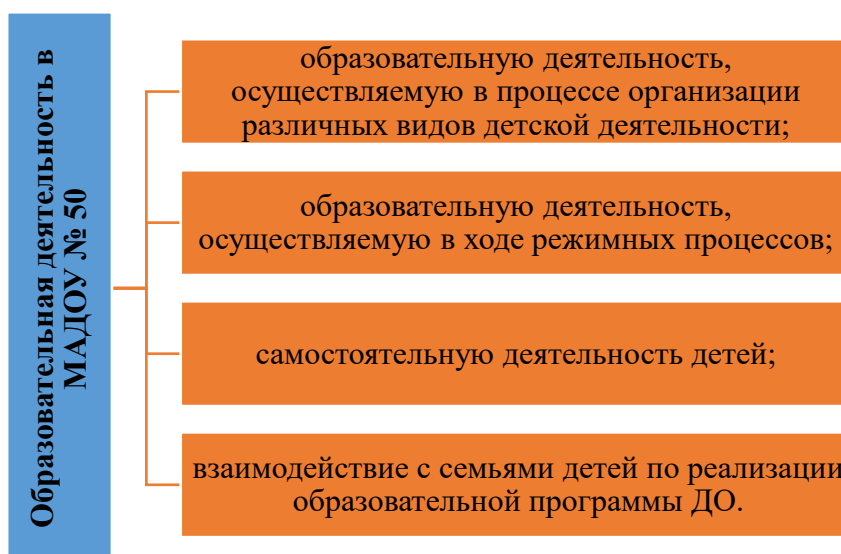 Образовательная деятельность в
МАДОУ № 50
образовательную деятельность,
осуществляемую в процессе организации
различных видов детской деятельности;
образовательную деятельность,
осуществляемую в ходе режимных процессов;
самостоятельную деятельность детей;
взаимодействие с семьями детей по реализации
образовательной программы ДО.